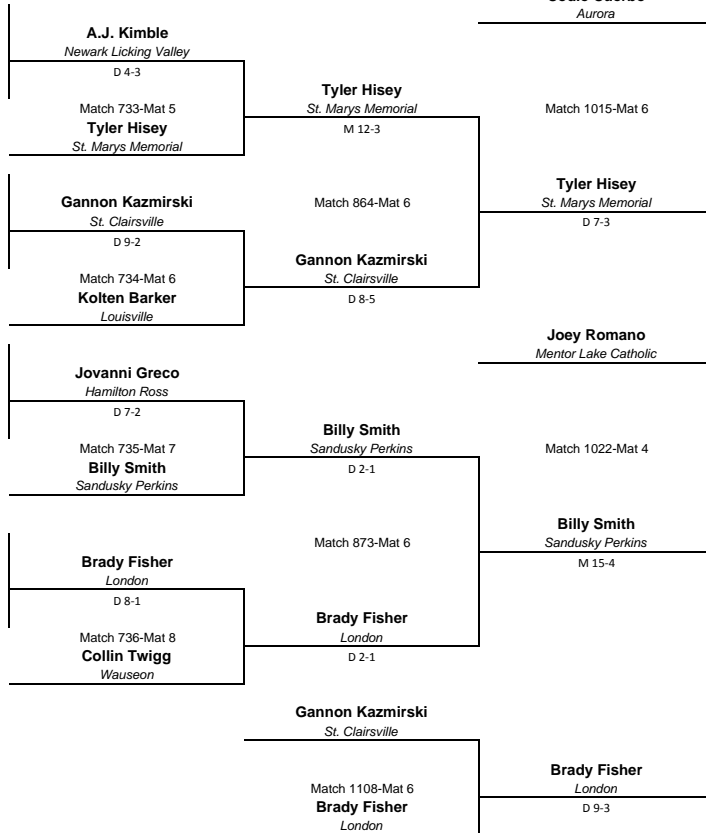 A.J. Kimble
Newark Licking Valley
D 4-3
Match 733-Mat 5
Tyler Hisey
St. Marys Memorial
Gannon Kazmirski
St. Clairsville
D 9-2
Match 734-Mat 6
Kolten Barker
Louisville
Jovanni Greco
Hamilton Ross
D 7-2
Match 735-Mat 7
Billy Smith
Sandusky Perkins
Brady Fisher
London
D 8-1
Match 736-Mat 8
Collin Twigg
Wauseon
Tyler Hisey
St. Marys Memorial
M 12-3
Match 864-Mat 6
Gannon Kazmirski
St. Clairsville
D 8-5
Billy Smith
Sandusky Perkins
D 2-1
Match 873-Mat 6
Brady Fisher
London
D 2-1
Gannon Kazmirski
St. Clairsville
Match 1108-Mat 6
Brady Fisher
London
Aurora
Match 1015-Mat 6
Tyler Hisey
St. Marys Memorial
D 7-3
Joey Romano
Mentor Lake Catholic
Match 1022-Mat 4
Billy Smith
Sandusky Perkins
M 15-4
Brady Fisher
London
D 9-3